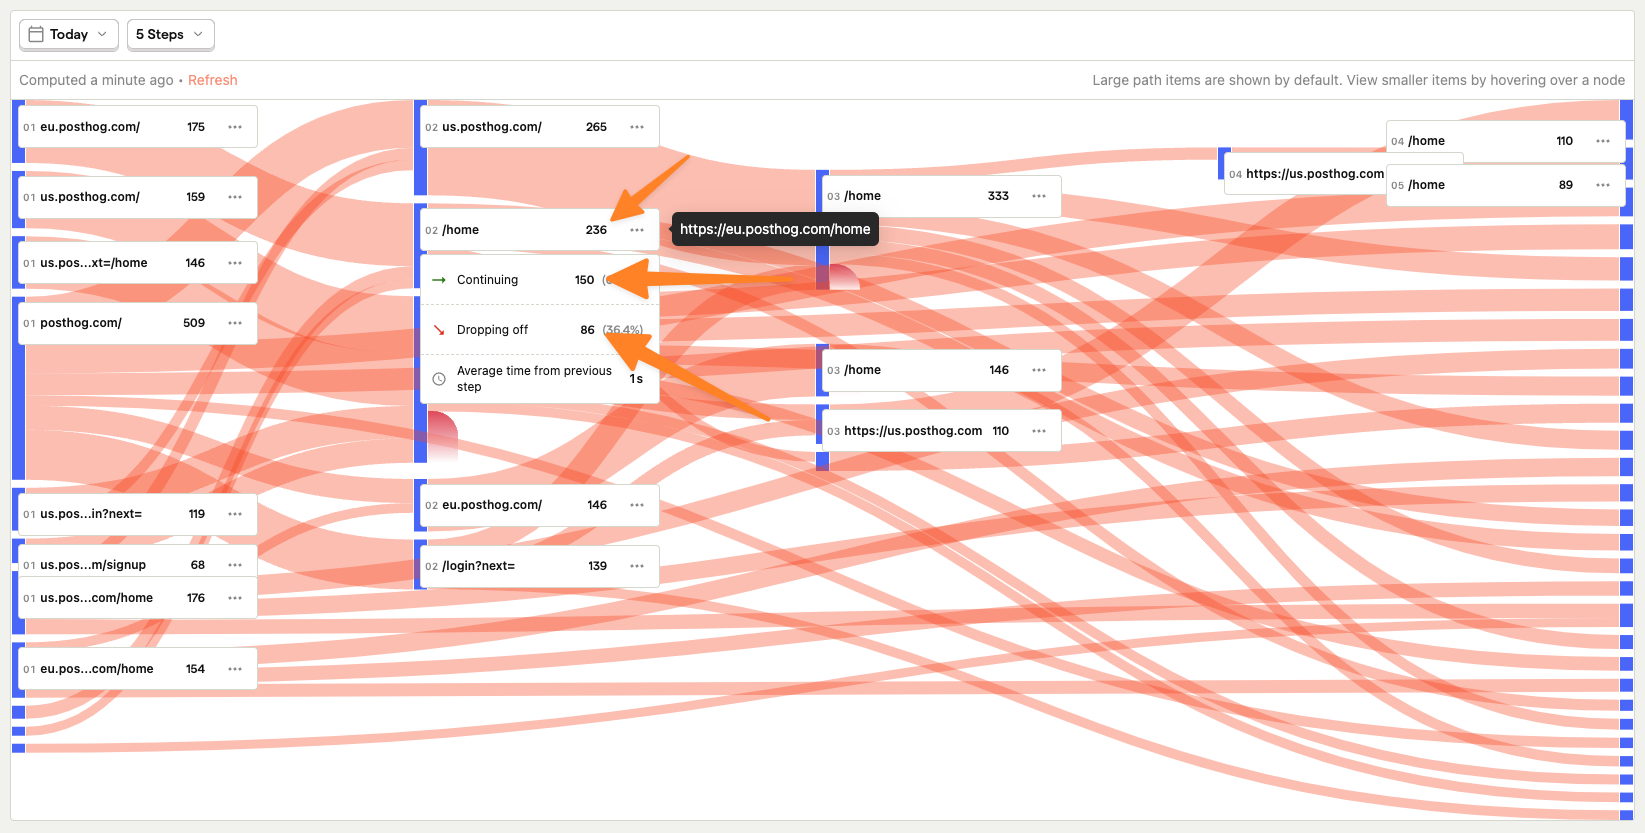 Today
5 Steps
Computed a minute ago • Refresh
Large path items are shown by default. View smaller items by hovering over a node
01 eu.posthog.com/ 175
01 us.posthog.com/ 159
01 us.pos...xt=/home 146
01 posthog.com/ 509
01 us.pos...in?next= 119
01 us.pos...m/signup 68
01 us.pos...com/home 176
01 eu.pos...com/home 154
02 us.posthog.com/ 265
02 /home 236
https://eu.posthog.com/home
Continuing 150
Dropping off 86 (36.4%)
Average time from previous
step
1s
02 eu.posthog.com/ 146
02 /login?next= 139
03 /home 333
03 /home 146
03 https://us.posthog.com 110
04 https://us.posthog.com
04 /home 110
05 /home 89